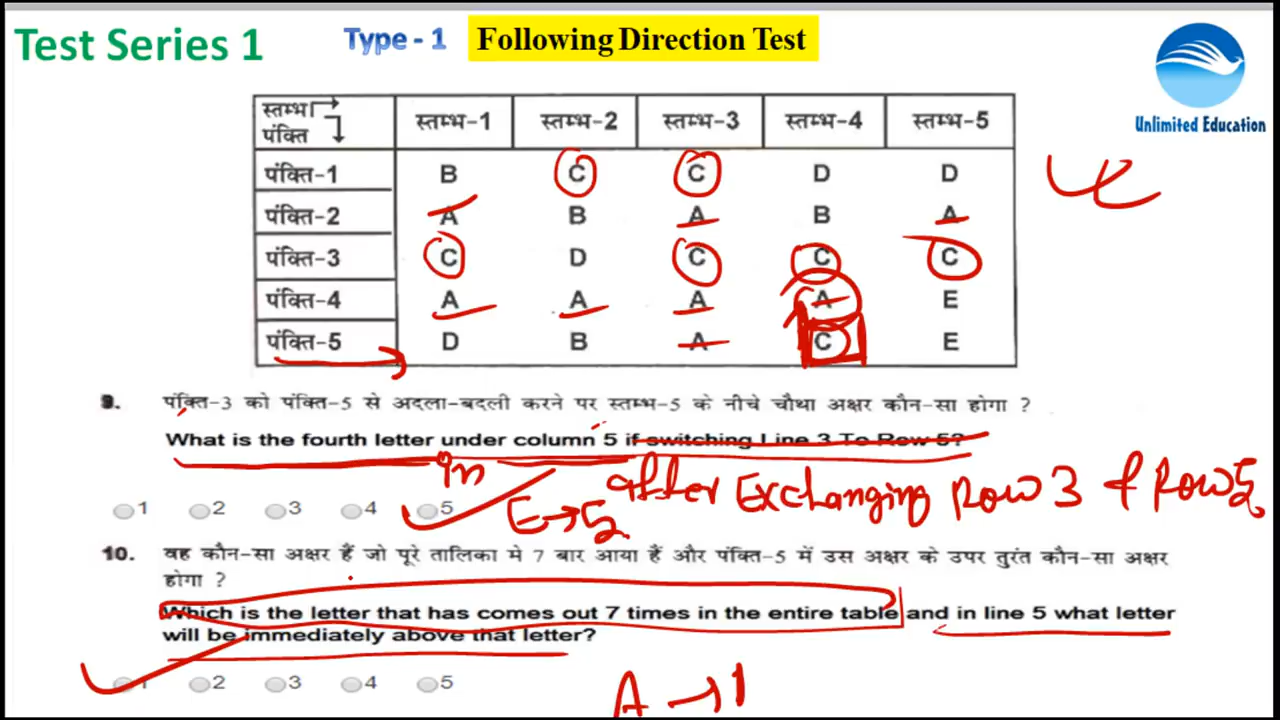 Test Series 1
Type - 1
Following Direction Test
Unlimited Education
स्तम्भ
पंक्ति
स्तम्भ-1 स्तम्भ-2 स्तम्भ-3 स्तम्भ-4 स्तम्भ-5
पंक्ति-1 B C C D D
पंक्ति-2 A B A B A
पंक्ति-3 C D C C C
पंक्ति-4 A A A A E
पंक्ति-5 D B A C E
9. पंक्ति-3 को पंक्ति-5 से अदला-बदली करने पर स्तम्भ-5 के नीचे चौथा अक्षर कौन-सा होगा ?
What is the fourth letter under column 5 if switching Line 3 To Row 5?
in after Exchanging Row 3 & Row 5
1 2 3 4 5 E → 5
10. वह कौन-सा अक्षर हैं जो पूरे तालिका मे 7 बार आया हैं और पंक्ति-5 में उस अक्षर के उपर तुरंत कौन-सा अक्षर
होगा ?
Which is the letter that has comes out 7 times in the entire table and in line 5 what letter
will be immediately above that letter?
1 2 3 4 5
A → 1